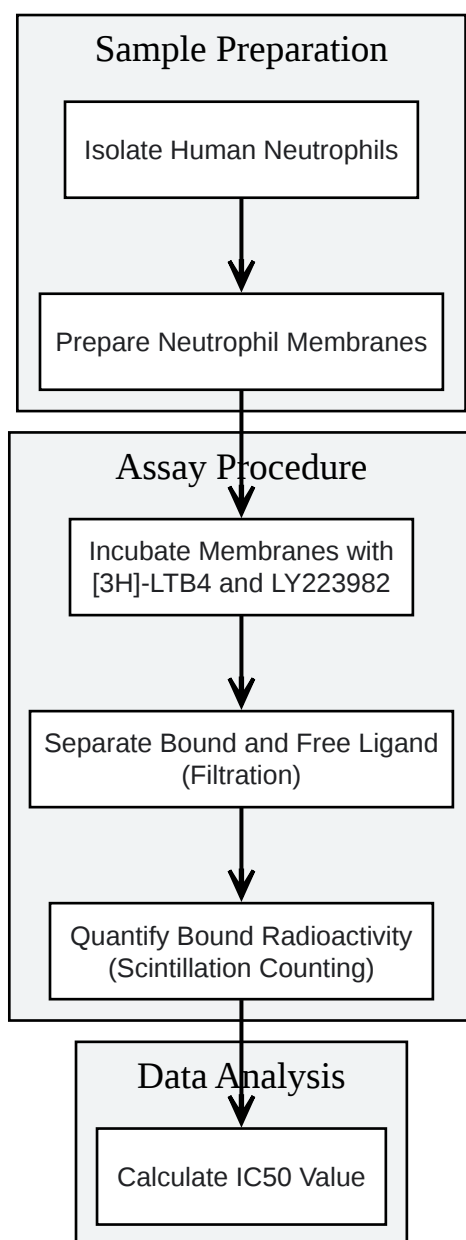 Sample Preparation
Isolate Human Neutrophils
Prepare Neutrophil Membranes
Assay Procedure
Incubate Membranes with
[3H]-LTB4 and LY223982
Separate Bound and Free Ligand
(Filtration)
Quantify Bound Radioactivity
(Scintillation Counting)
Data Analysis
Calculate IC50 Value